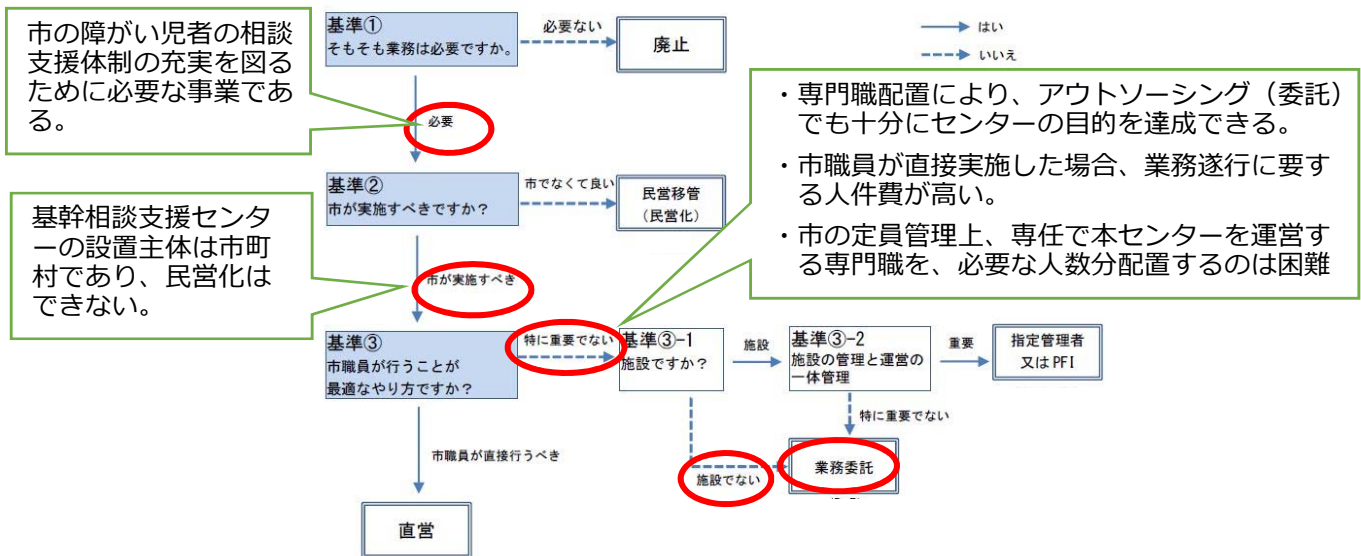 市の障がい児者の相談
支援体制の充実を図る
ために必要な事業であ
る。
基準①
そもそも業務は必要ですか。
必要ない
廃止
はい
いいえ
必要
・専門職配置により、アウトソーシング（委託）
でも十分にセンターの目的を達成できる。
・市職員が直接実施した場合、業務遂行に要す
る人件費が高い。
・市の定員管理上、専任で本センターを運営す
る専門職を、必要な人数分配置するのは困難
基準②
市が実施すべきですか？
市でなくて良い
民営移管
（民営化）
基幹相談支援センタ
ーの設置主体は市町
村であり、民営化は
できない。
市が実施すべき
基準③
市職員が行うことが
最適なやり方ですか？
特に重要でない
基準③-1
施設ですか？
施設
基準③-2
施設の管理と運営の
一体管理
重要
指定管理者
又はPFI
特に重要でない
市職員が直接行うべき
施設でない
業務委託
直営